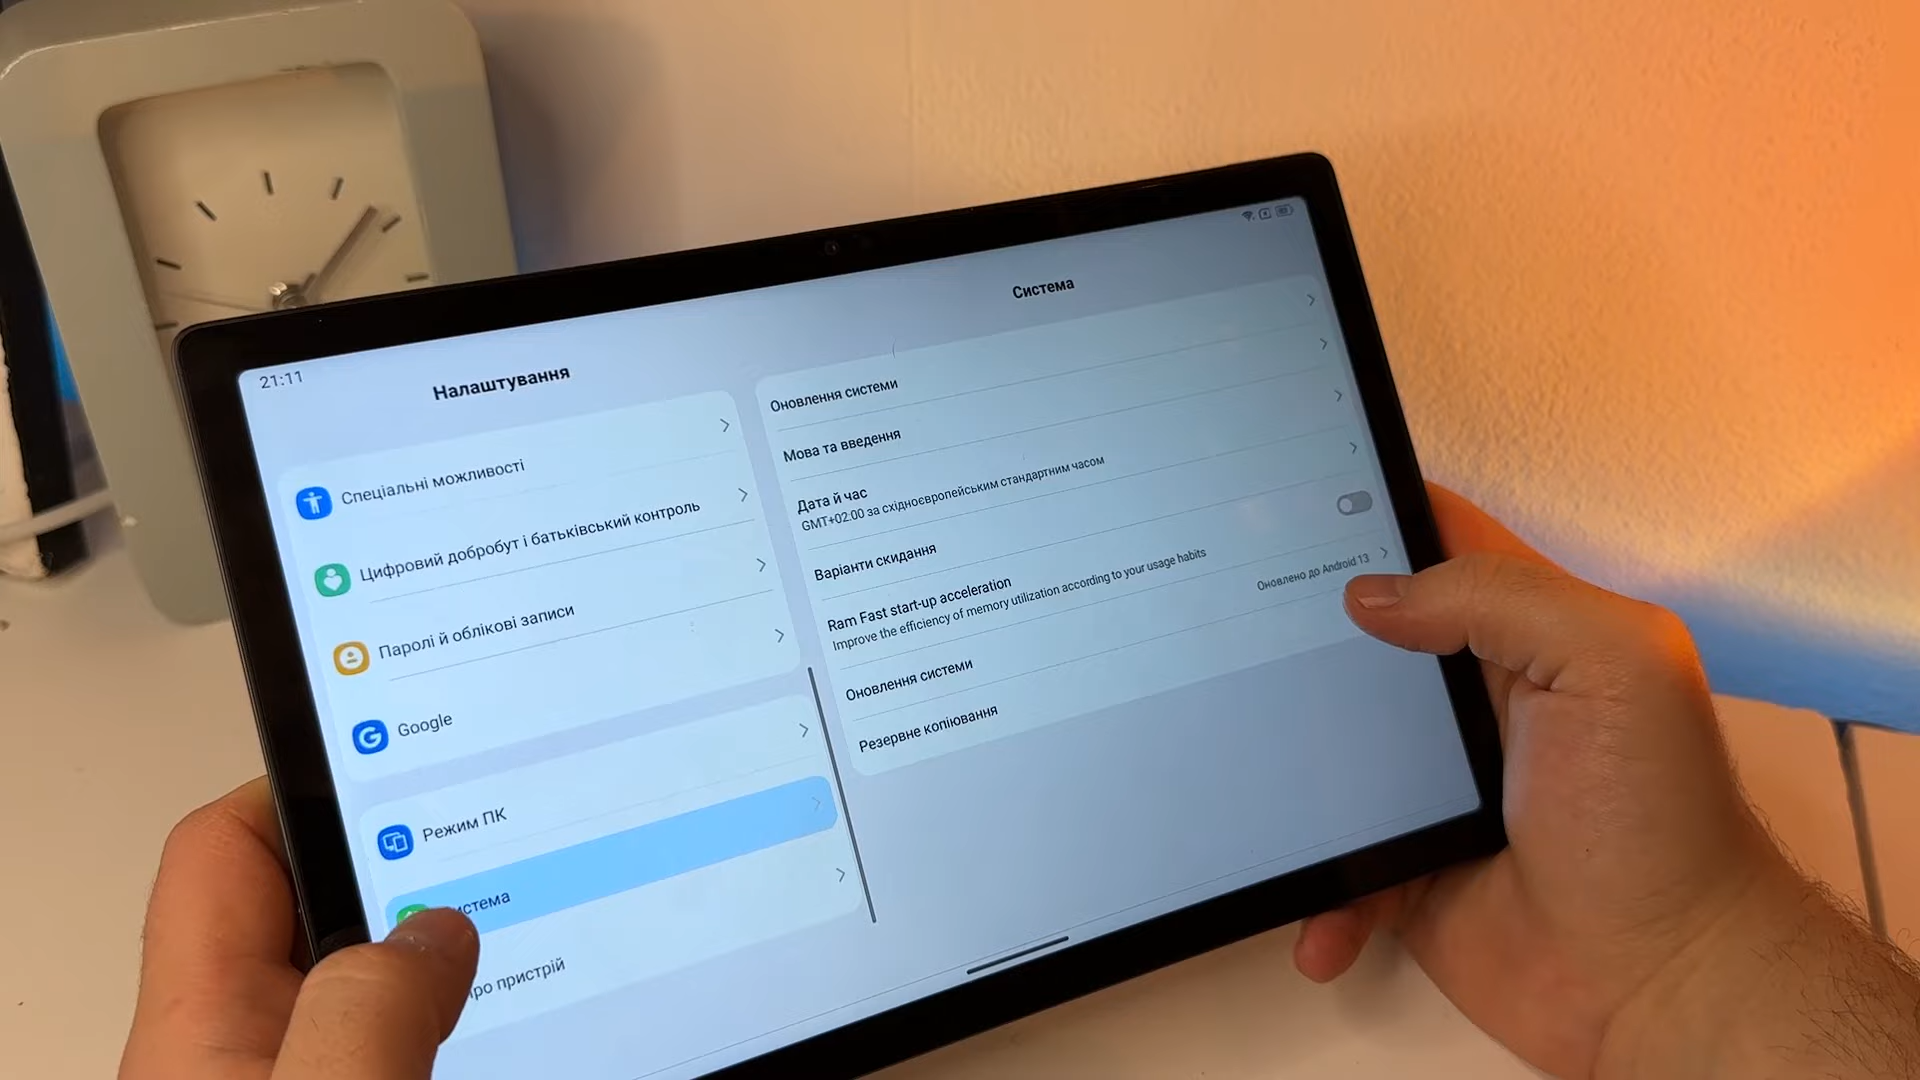 21:11
Налаштування
Спеціальні можливості
Цифровий добробут і батьківський контроль
Паролі й облікові записи
Google
Режим ПК
истема
ро пристрій
Система
Оновлення системи
Мова та введення
Дата й час
GMT+02:00 за східноєвропейським стандартним часом
Варіанти скидання
Ram Fast start-up acceleration
Improve the efficiency of memory utilization according to your usage habits
Оновлення системи
Оновлено до Android 13
Резервне копіювання